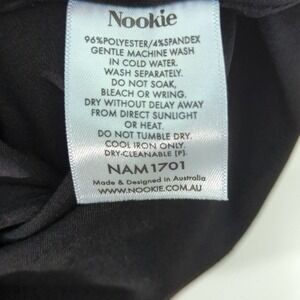 Nookie
96%POLYESTER/4%SPANDEX
GENTLE MACHINE WASH
IN COLD WATER.
WASH SEPARATELY.
DO NOT SOAK,
BLEACH OR WRING.
DRY WITHOUT DELAY AWAY
FROM DIRECT SUNLIGHT
OR HEAT.
DO NOT TUMBLE DRY.
COOL IRON ONLY.
DRY-CLEANABLE [P].
NAM1701
Made & Designed in Australia
WWW.NOOKIE.COM.AU